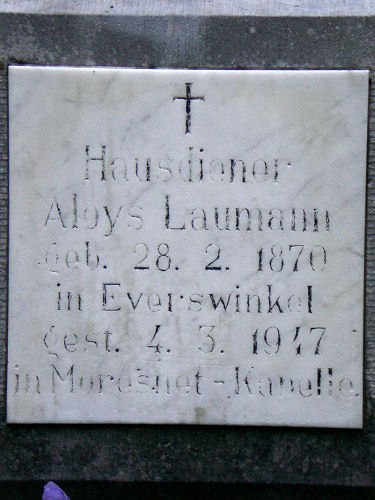 Hausdiener
Aloys Laumann
geb. 28. 2. 1870
in Everswinkel
gest. 4. 3. 1947
in Moresnet-Kapelle